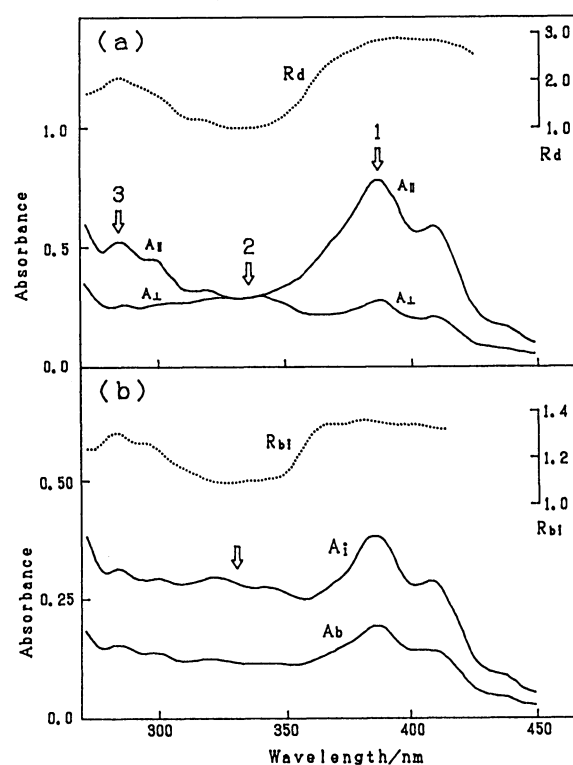 (a)
3.0
2.0
1.0
Rd
Rd
1.0
0.5
0.0
Absorbance
1
2
3
A∥
A∥
A⊥
A⊥
(b)
1.4
1.2
1.0
Rbi
Rbi
0.50
0.25
0.0
Absorbance
Ai
Ab
300
350
400
450
Wavelength/nm